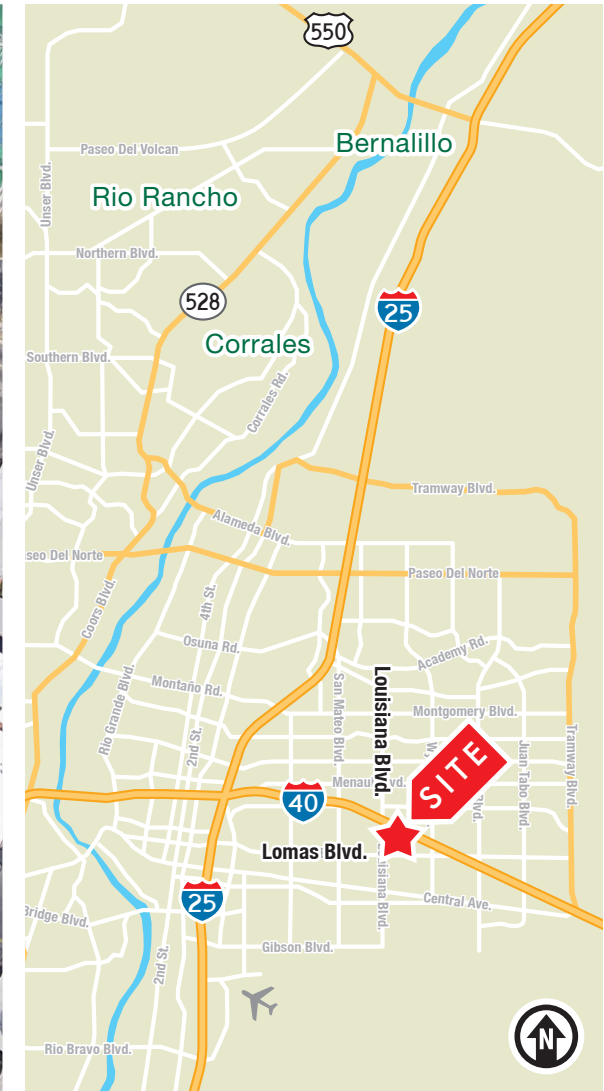 550
Paseo Del Volcan
Bernalillo
Unser Blvd.
Rio Rancho
Northern Blvd.
528
25
Corrales
Southern Blvd.
Corrales Rd.
Unser Blvd.
Tramway Blvd.
Alameda Blvd.
seo Del Norte
Paseo Del Norte
Coors Blvd.
4th St.
Osuna Rd.
Academy Rd.
Rio Grande Blvd.
Montaño Rd.
San Mateo Blvd.
Louisiana Blvd.
Montgomery Blvd.
2nd St.
Tramway Blvd.
Juan Tabo Blvd.
SITE
Menaul Blvd.
40
Lomas Blvd.
Louisiana Blvd.
25
Central Ave.
Bridge Blvd.
2nd St.
Gibson Blvd.
Rio Bravo Blvd.
N